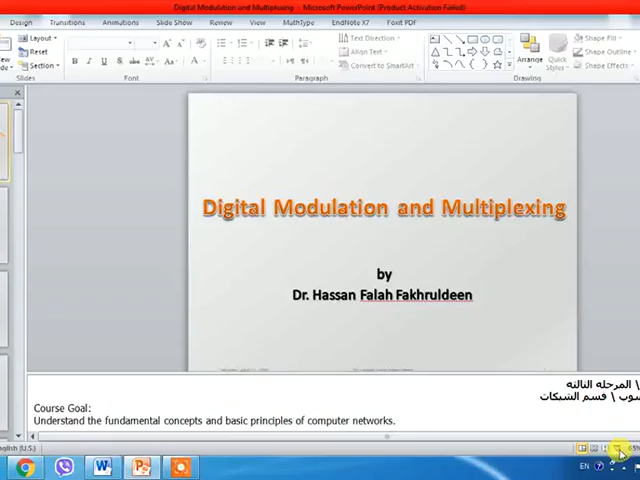 Digital Modulation and Multiplexing - Microsoft PowerPoint (Product Activation Failed)
Design Transitions Animations Slide Show Review View MathType EndNote X7 Foxit PDF
Layout
Reset
Section
Slides
Font
Paragraph
Text Direction
Align Text
Convert to SmartArt
Arrange
Quick
Styles
Shape Fill
Shape Outline
Shape Effects
Drawing
Digital Modulation and Multiplexing
by
Dr. Hassan Falah Fakhruldeen
\ المرحله الثالثه
\ قسم الشبكات
Course Goal:
Understand the fundamental concepts and basic principles of computer networks.
English (U.S.)
65%
EN